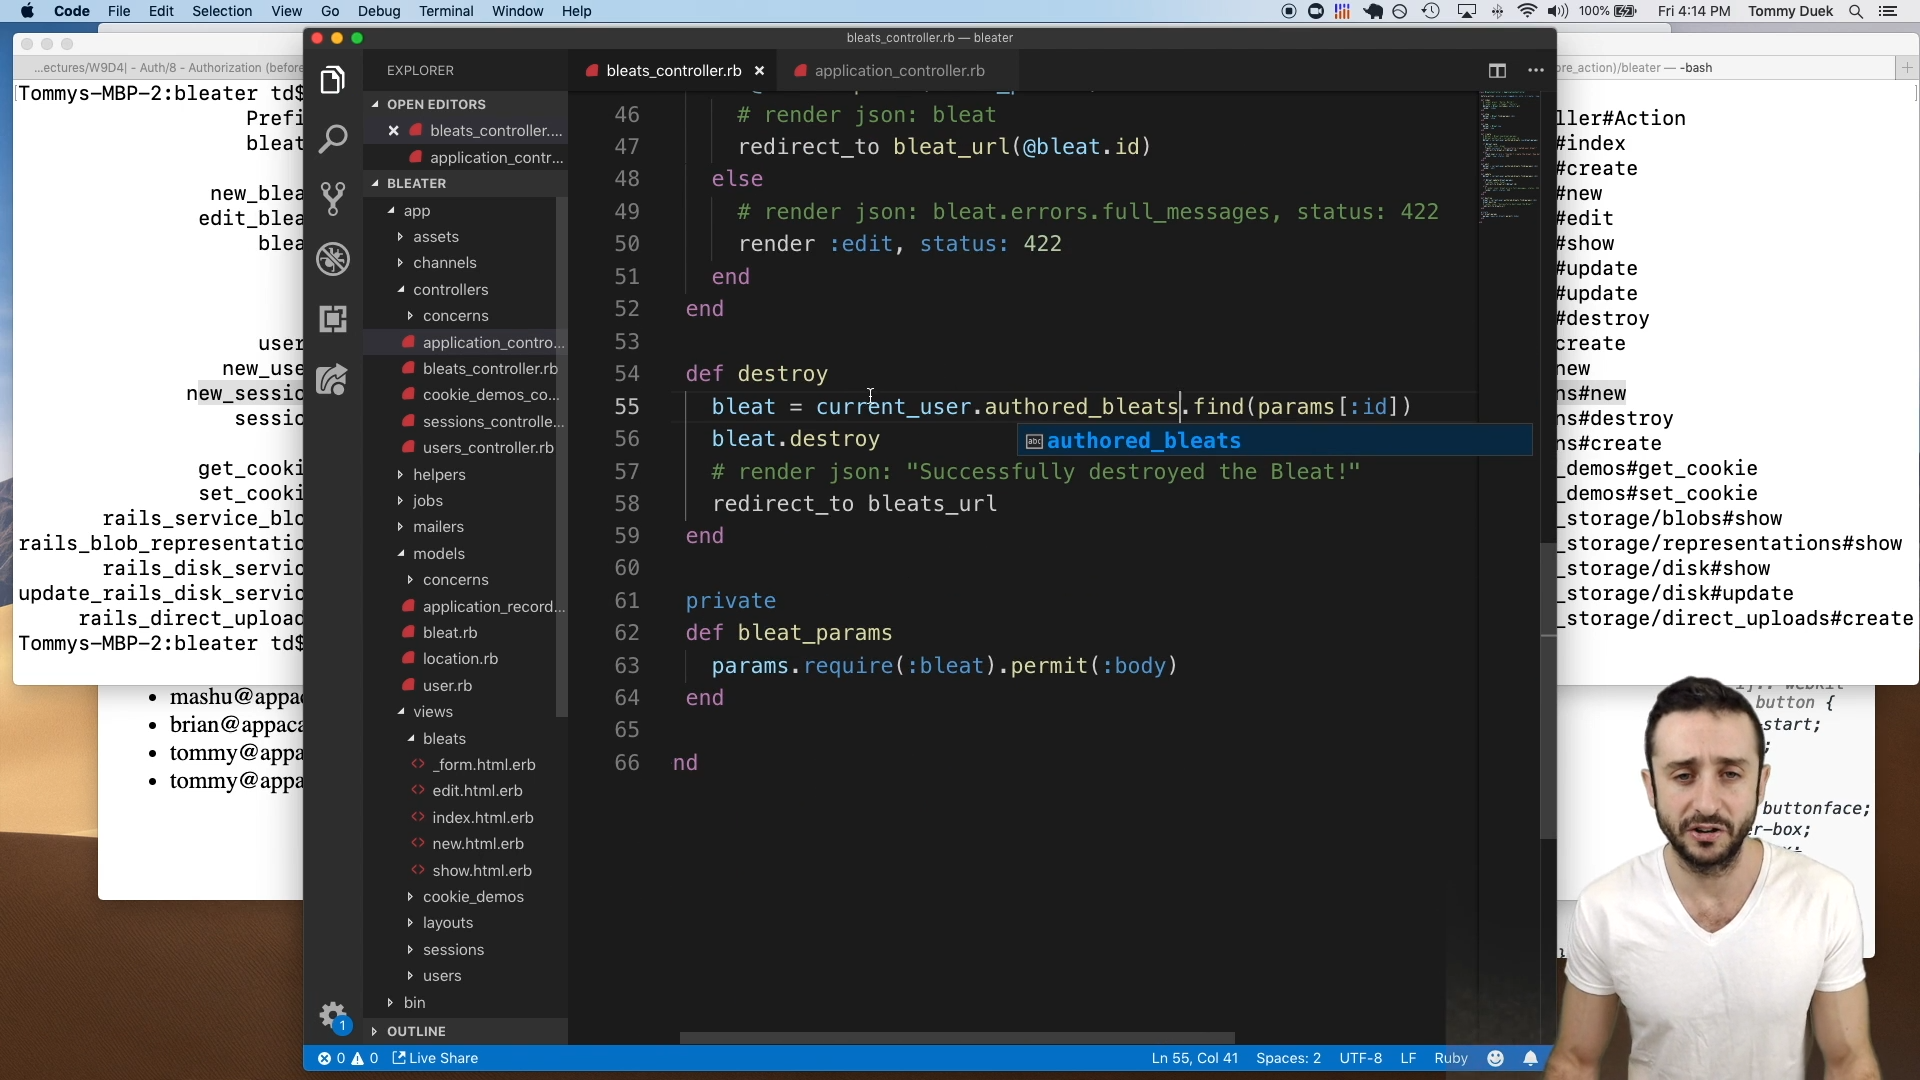 Code File Edit Selection View Go Debug Terminal Window Help
100% Fri 4:14 PM Tommy Duek
bleats_controller.rb — bleater
...ectures/W9D4| - Auth/8 - Authorization (before
ore_action)/bleater — -bash
Tommys-MBP-2:bleater td$
Prefi
bleat
new_blea
edit_blea
blea
user
new_use
new_sessio
sessio
get_cooki
set_cooki
rails_service_blo
rails_blob_representatio
rails_disk_servic
update_rails_disk_servic
rails_direct_upload
Tommys-MBP-2:bleater td$
mashu@appac
brian@appaca
tommy@appa
tommy@appa
EXPLORER
OPEN EDITORS
bleats_controller....
application_contr...
BLEATER
app
assets
channels
controllers
concerns
application_contro...
bleats_controller.rb
cookie_demos_co...
sessions_controlle...
users_controller.rb
helpers
jobs
mailers
models
concerns
application_record...
bleat.rb
location.rb
user.rb
views
bleats
_form.html.erb
edit.html.erb
index.html.erb
new.html.erb
show.html.erb
cookie_demos
layouts
sessions
users
bin
OUTLINE
bleats_controller.rb application_controller.rb
46 # render json: bleat
47 redirect_to bleat_url(@bleat.id)
48 else
49 # render json: bleat.errors.full_messages, status: 422
50 render :edit, status: 422
51 end
52 end
53
54 def destroy
55 bleat = current_user.authored_bleats.find(params[:id])
authored_bleats
56 bleat.destroy
57 # render json: "Successfully destroyed the Bleat!"
58 redirect_to bleats_url
59 end
60
61 private
62 def bleat_params
63 params.require(:bleat).permit(:body)
64 end
65
66 nd
ller#Action
#index
#create
#new
#edit
#show
#update
#update
#destroy
create
new
ns#new
ns#destroy
ns#create
_demos#get_cookie
_demos#set_cookie
_storage/blobs#show
_storage/representations#show
_storage/disk#show
_storage/disk#update
_storage/direct_uploads#create
button {
-start;
buttonface;
er-box;
1
0 0 Live Share
Ln 55, Col 41 Spaces: 2 UTF-8 LF Ruby